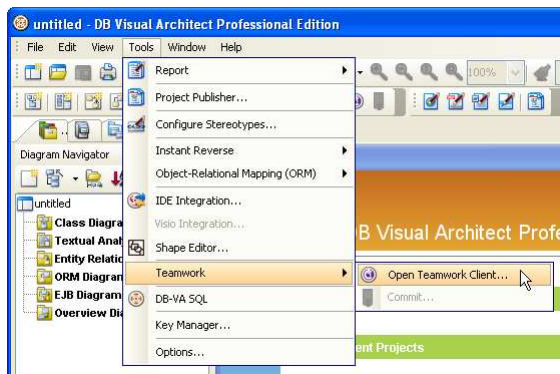 untitled - DB Visual Architect Professional Edition
File Edit View Tools Window Help
Report
100%
Project Publisher...
Configure Stereotypes...
Diagram Navigator
Instant Reverse
Object-Relational Mapping (ORM)
untitled
IDE Integration...
Class Diagra
Visio Integration...
B Visual Architect Profe
Textual Anal
Shape Editor...
Entity Relatio
ORM Diagran
Teamwork
Open Teamwork Client...
EJB Diagram
DB-VA SQL
Commit...
Overview Dia
Key Manager...
Options...
ent Projects